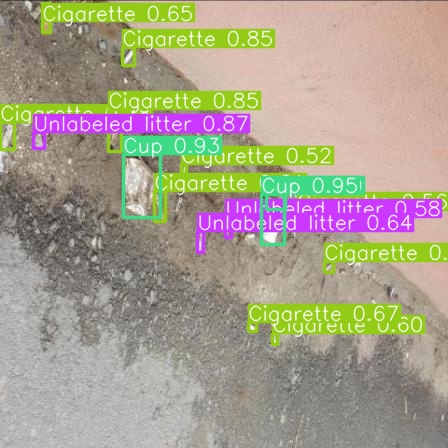 Cigarette 0.65
Cigarette 0.85
Cigarette 0.85
Unlabeled litter 0.87
Cup 0.93
Cigarette 0.52
Cigarette
Cup 0.95
Unlabeled litter 0.58
Unlabeled litter 0.64
Cigarette 0.
Cigarette 0.67
Cigarette 0.60